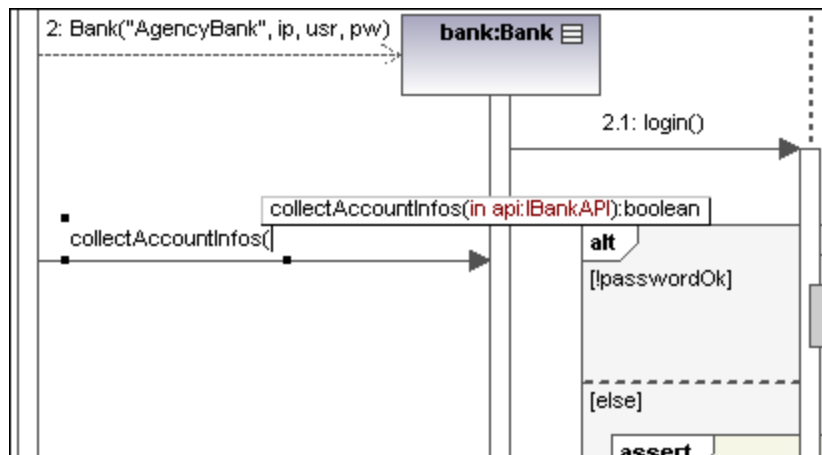 2: Bank("AgencyBank", ip, usr, pw)
bank:Bank
2.1: login()
collectAccountInfos(in api:IBankAPI):boolean
collectAccountInfos(
alt
[!passwordOk]
[else]
assert